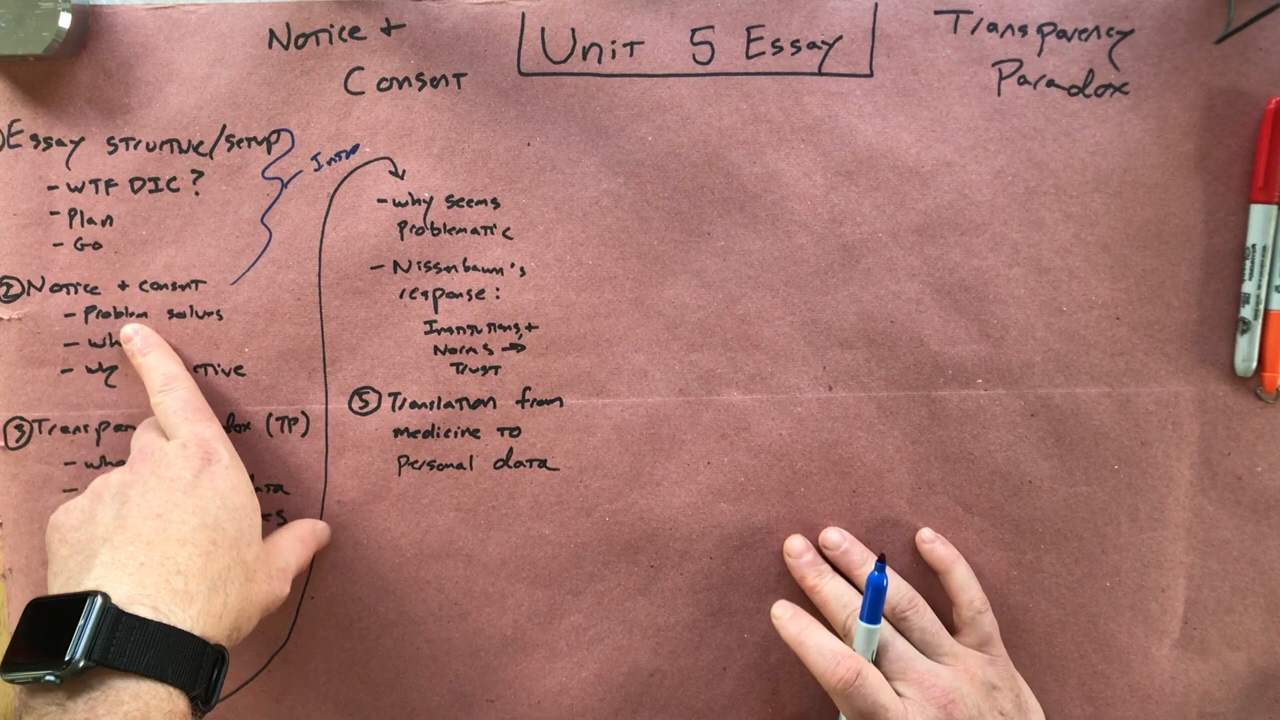 Notice +
Consent
Unit 5 Essay
Transparency
Paradox
Essay structure/setup
Intro
- WTF DIC?
- Plan
- Go
② Notice + consent
- Problem solves
-
-
③ (TP)
-
-
- why seems
problematic
- Nissenbaum's
response:
Institutions +
Norms →
Trust
⑤ Translation from
medicine to
personal data